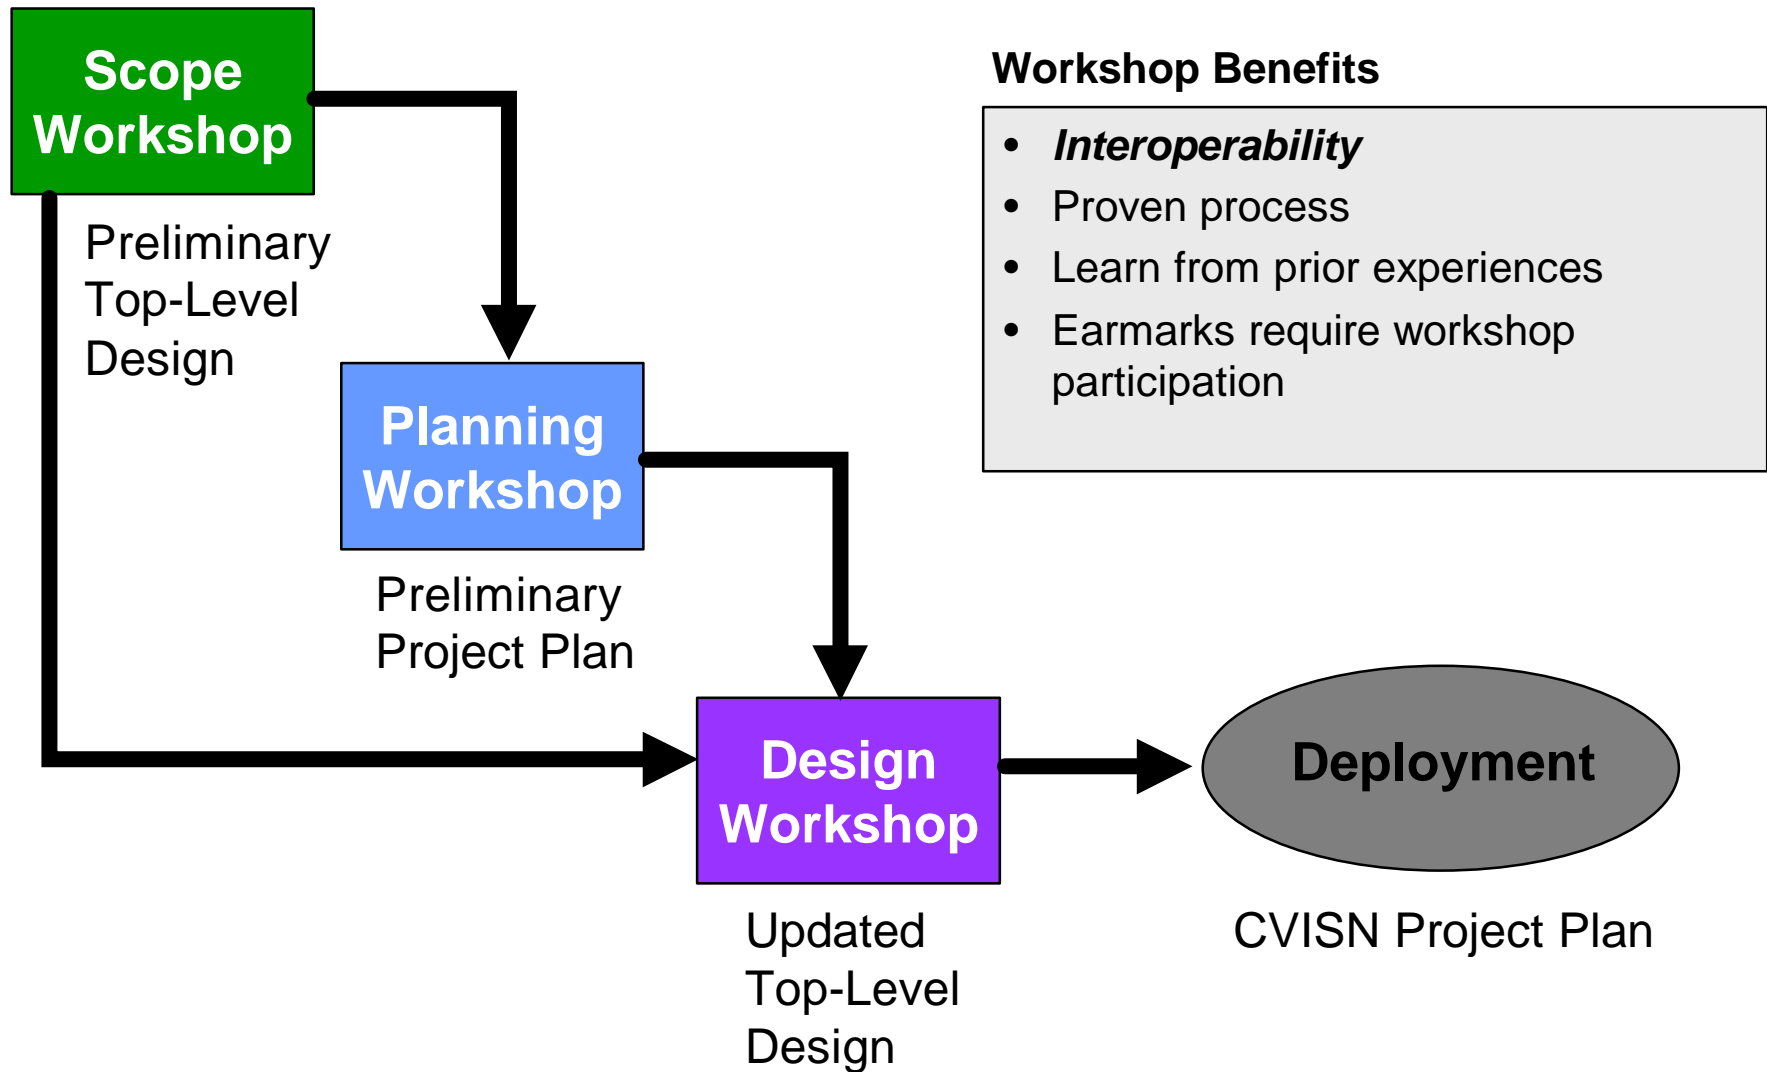 Scope
Workshop
Preliminary
Top-Level
Design
Planning
Workshop
Preliminary
Project Plan
Design
Workshop
Updated
Top-Level
Design
Deployment
CVISN Project Plan
Workshop Benefits
• Interoperability
• Proven process
• Learn from prior experiences
• Earmarks require workshop
participation